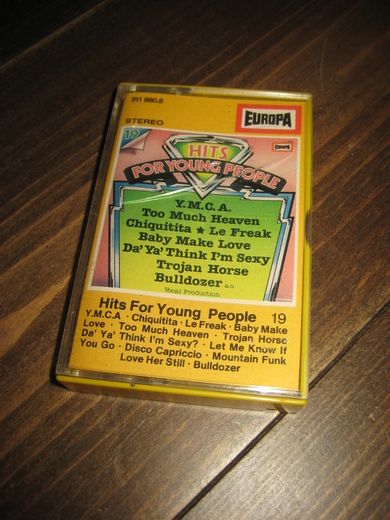 511 880.8
STEREO
EUROPA
19
HITS
FOR YOUNG PEOPLE
Y.M.C.A.
Too Much Heaven
Chiquitita ★ Le Freak
Baby Make Love
Da' Ya' Think I'm Sexy
Trojan Horse
Bulldozer a.o.
Vocal Production
Hits For Young People 19
Y.M.C.A · Chiquitita · Le Freak · Baby Make
Love · Too Much Heaven · Trojan Horse
Da' Ya' Think I'm Sexy? · Let Me Know If
You Go · Disco Capriccio · Mountain Funk
Love Her Still · Bulldozer